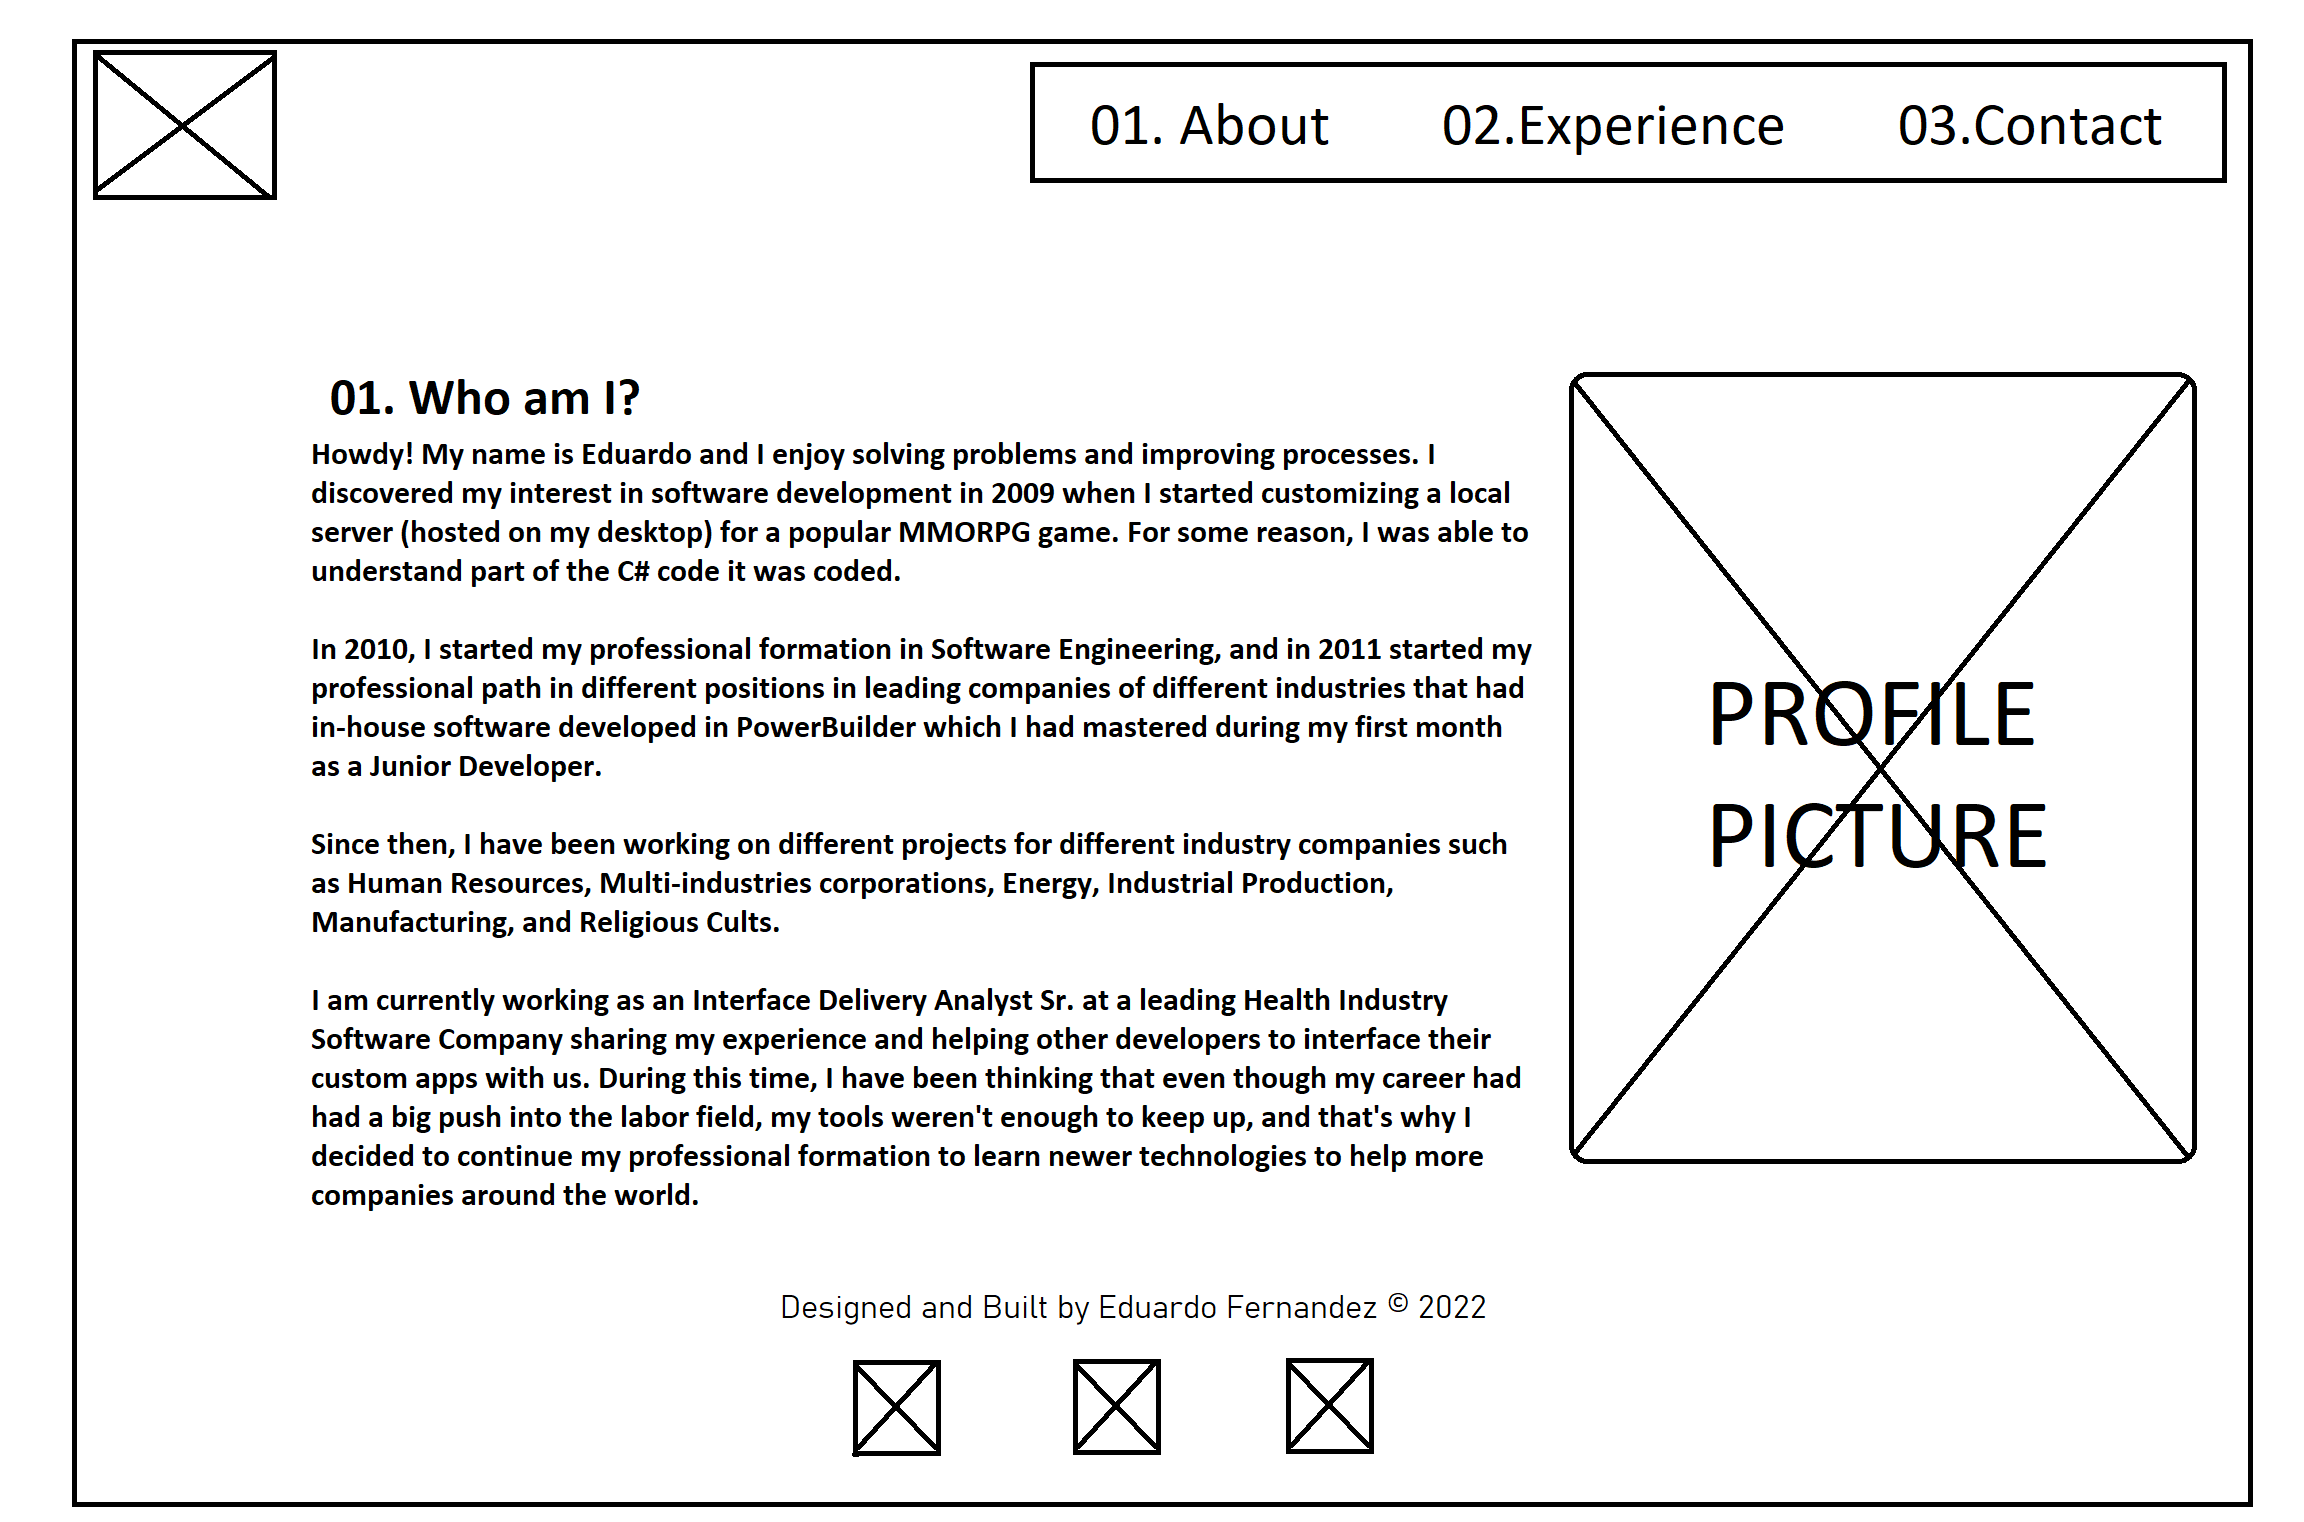 01. About 02.Experience 03.Contact
01. Who am I?
Howdy! My name is Eduardo and I enjoy solving problems and improving processes. I
discovered my interest in software development in 2009 when I started customizing a local
server (hosted on my desktop) for a popular MMORPG game. For some reason, I was able to
understand part of the C# code it was coded.
In 2010, I started my professional formation in Software Engineering, and in 2011 started my
professional path in different positions in leading companies of different industries that had
in-house software developed in PowerBuilder which I had mastered during my first month
as a Junior Developer.
Since then, I have been working on different projects for different industry companies such
as Human Resources, Multi-industries corporations, Energy, Industrial Production,
Manufacturing, and Religious Cults.
I am currently working as an Interface Delivery Analyst Sr. at a leading Health Industry
Software Company sharing my experience and helping other developers to interface their
custom apps with us. During this time, I have been thinking that even though my career had
had a big push into the labor field, my tools weren't enough to keep up, and that's why I
decided to continue my professional formation to learn newer technologies to help more
companies around the world.
PROFILE
PICTURE
Designed and Built by Eduardo Fernandez © 2022